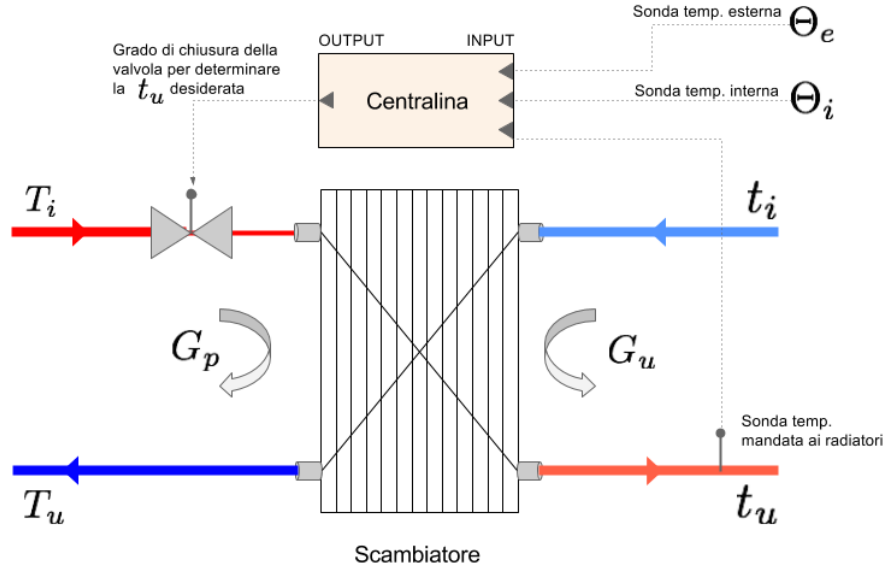 Sonda temp. esterna
Θe
Grado di chiusura della
valvola per determinare
la tu desiderata
OUTPUT
INPUT
Centralina
Sonda temp. interna
Θi
Ti
ti
Gp
Gu
Sonda temp.
mandata ai radiatori
Tu
tu
Scambiatore